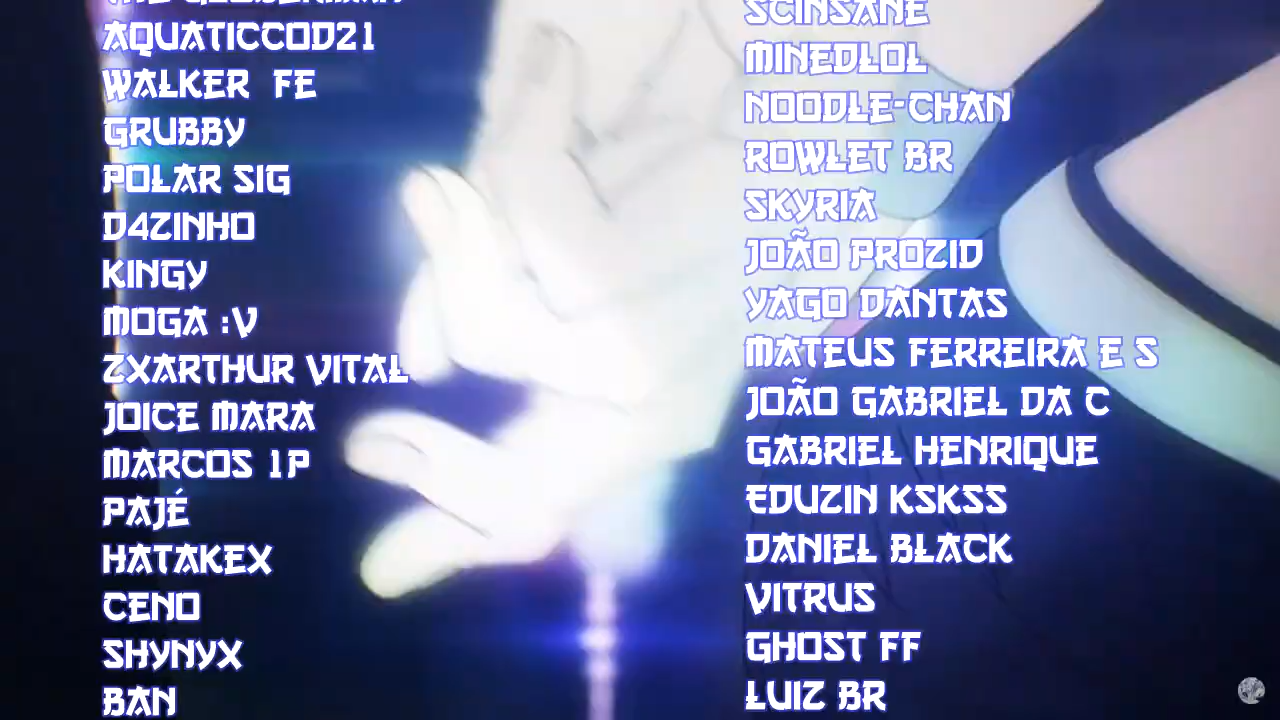 AQUATICCOD21
WALKER FE
GRUBBY
POLAR SIG
D4ZINHO
KINGY
MOGA :V
ZXARTHUR VITAL
JOICE MARA
MARCOS 1P
PAJÉ
HATAKEX
CENO
SHYNYX
BAN
SCINSANE
MINEDLOL
NOODLE-CHAN
ROWLET BR
SKYRIA
JOÃO PROZID
YAGO DANTAS
MATEUS FERREIRA E S
JOÃO GABRIEL DA C
GABRIEL HENRIQUE
EDUZIN KSKSS
DANIEL BLACK
VITRUS
GHOST FF
LUIZ BR